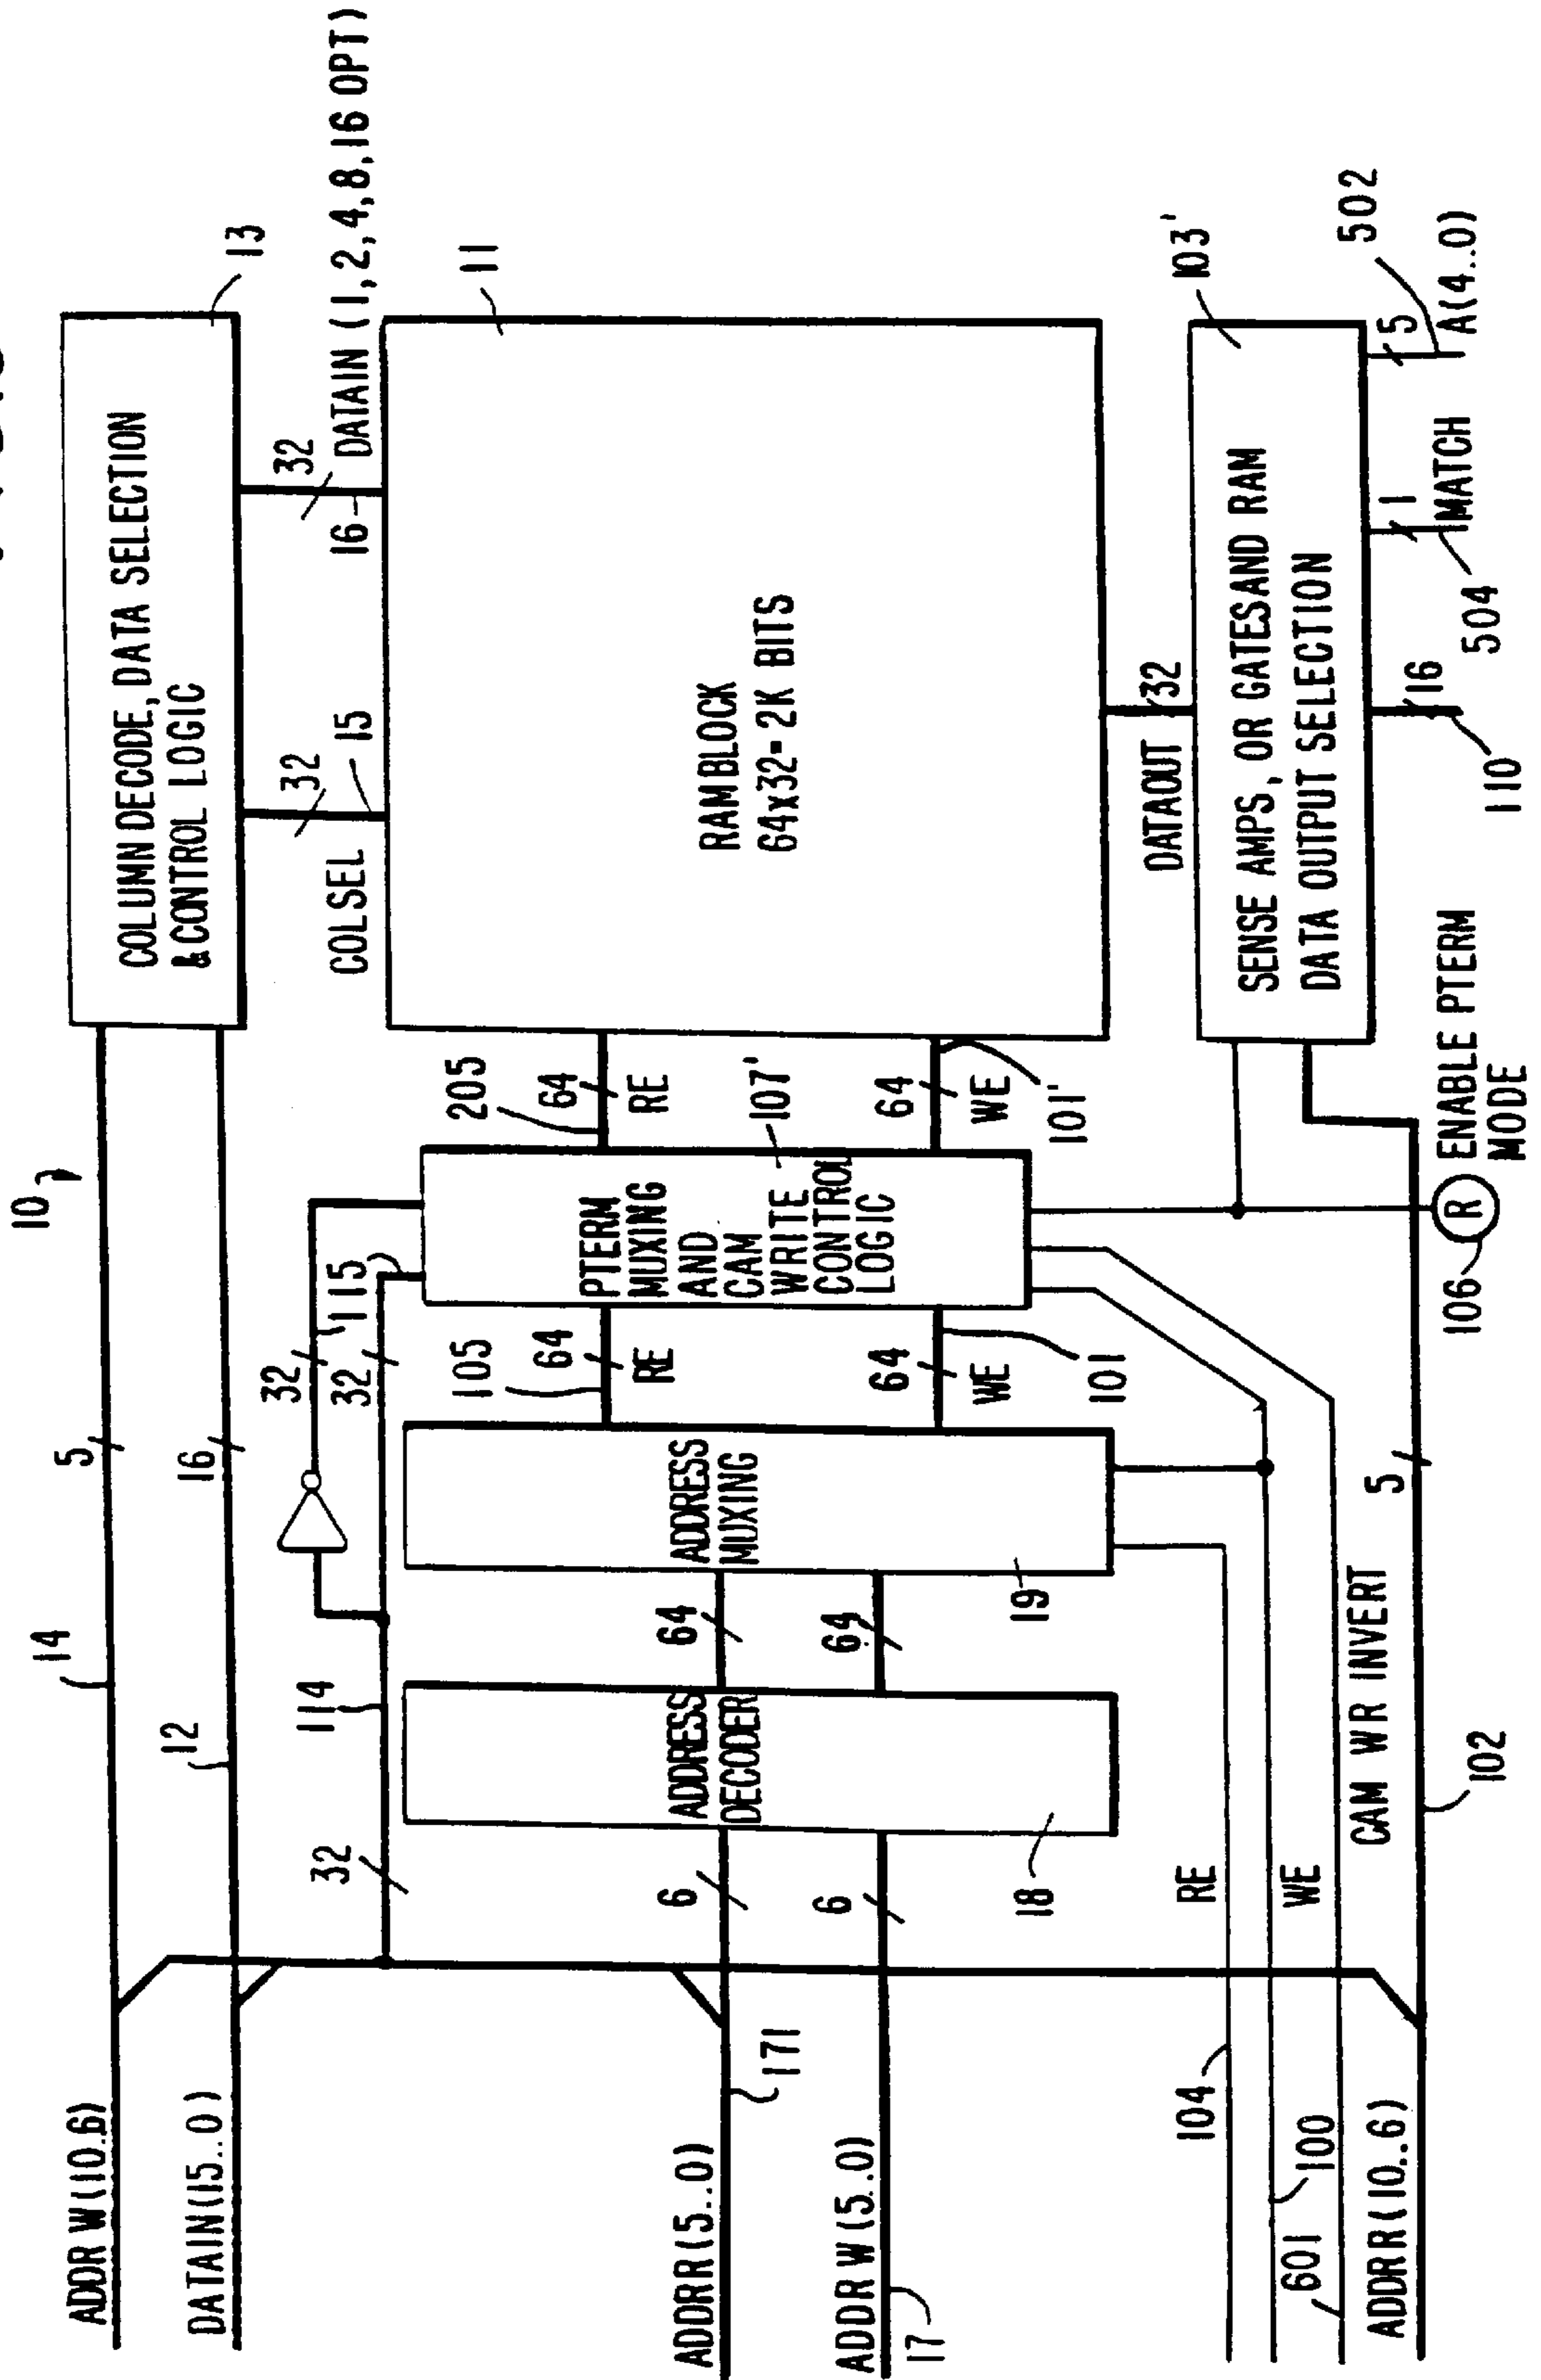 10
ADDR W(10..6)
14
5
DATAIN(15..0)
12
16
COLUMN DECODE, DATA SELECTION
& CONTROL LOGIC
13
32
114
32
32
115
COLSEL
32
15
16
32
DATAIN (1,2,4,8,16 OPT)
11
RAM BLOCK
64x32=2K BITS
ADDRR(5..0)
171
6
ADDRESS
DECODER
64
ADDRESS
MUXING
105
64
RE
PTERM
MUXING
AND
CAM
WRITE
CONTROL
LOGIC
107'
205
64
RE
ADDR W (5..0)
17
6
18
64
19
64
WE
101
64
WE
101'
DATAOUT
32
SENSE AMPS, OR GATES AND RAM
DATA OUTPUT SELECTION
103'
104
RE
100
WE
601
CAM WR INVERT
ADDRR(10..6)
102
5
106
R
ENABLE PTERM
MODE
110
16
504
1
MATCH
5
502
A(4..0)